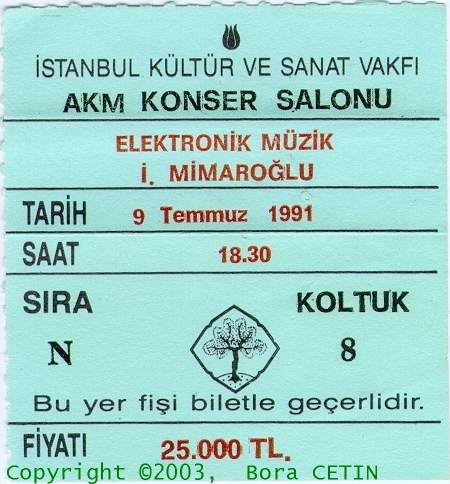 İSTANBUL KÜLTÜR VE SANAT VAKFI
AKM KONSER SALONU
ELEKTRONİK MÜZİK
İ. MİMAROĞLU
TARİH 9 Temmuz 1991
SAAT 18.30
SIRA KOLTUK
N 8
Bu yer fişi biletle geçerlidir.
FİYATI 25.000 TL.
Copyright ©2003, Bora CETIN